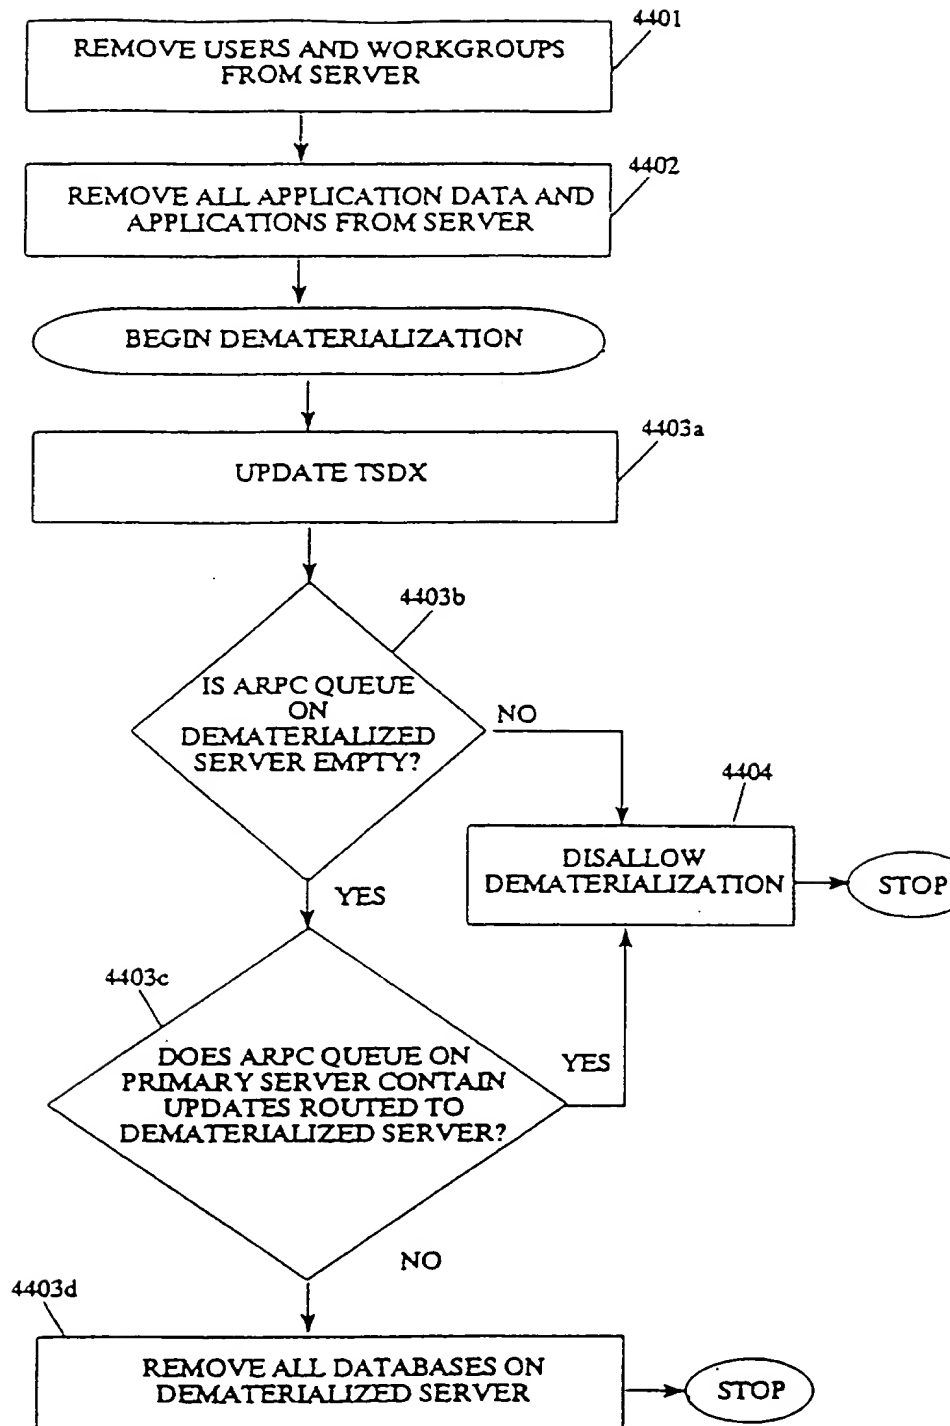 4401
REMOVE USERS AND WORKGROUPS
FROM SERVER
4402
REMOVE ALL APPLICATION DATA AND
APPLICATIONS FROM SERVER
BEGIN DEMATERIALIZATION
4403a
UPDATE TSDX
4403b
IS ARPC QUEUE
ON
DEMATERIALIZED
SERVER EMPTY?
NO
4404
DISALLOW
DEMATERIALIZATION
STOP
YES
4403c
DOES ARPC QUEUE ON
PRIMARY SERVER CONTAIN
UPDATES ROUTED TO
DEMATERIALIZED SERVER?
YES
NO
4403d
REMOVE ALL DATABASES ON
DEMATERIALIZED SERVER
STOP